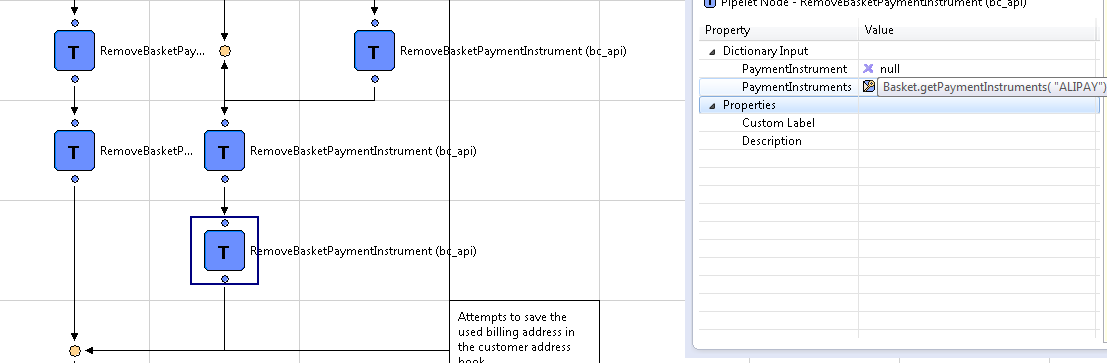 T RemoveBasketPay...
RemoveBasketPaymentInstrument (bc_api)
T
T RemoveBasketP...
T RemoveBasketPaymentInstrument (bc_api)
T RemoveBasketPaymentInstrument (bc_api)
Attempts to save the
used billing address in
the customer address
book
T Pipelet Node - RemoveBasketPaymentInstrument (bc_api)
Property Value
Dictionary Input
PaymentInstrument null
PaymentInstruments Basket.getPaymentInstruments( "ALIPAY")
Properties
Custom Label
Description